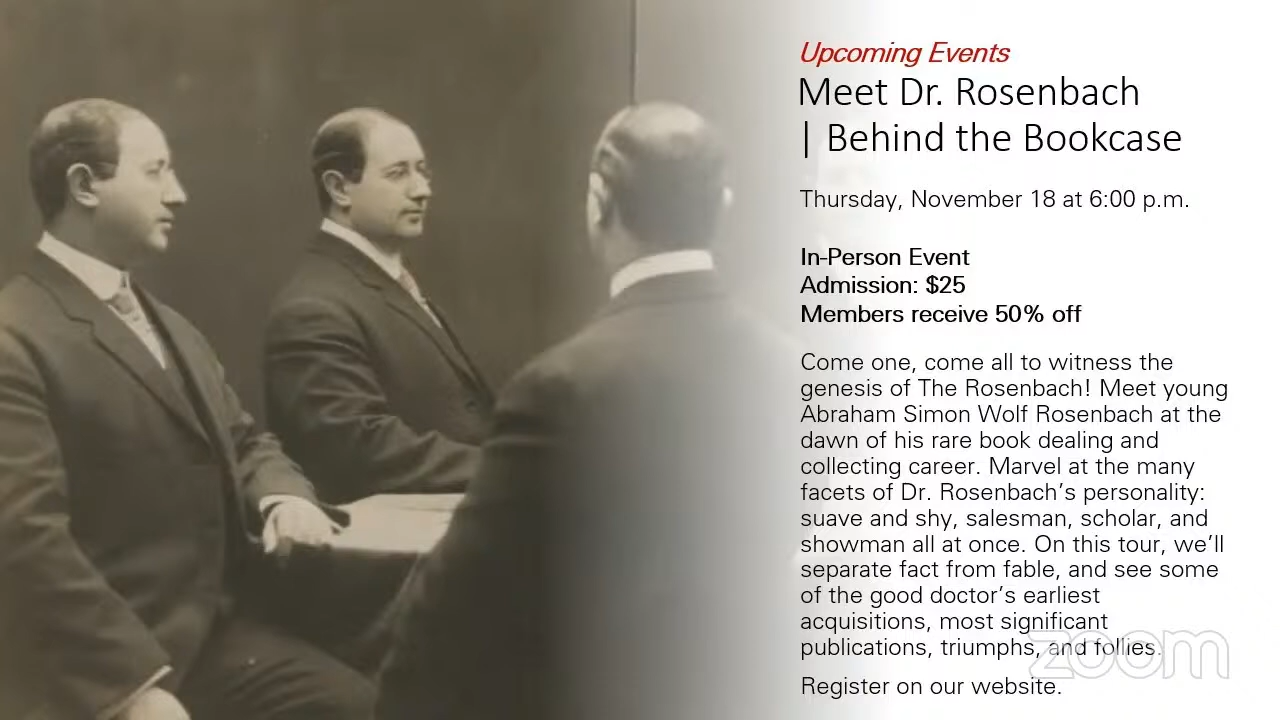 Upcoming Events
Meet Dr. Rosenbach
| Behind the Bookcase
Thursday, November 18 at 6:00 p.m.
In-Person Event
Admission: $25
Members receive 50% off
Come one, come all to witness the
genesis of The Rosenbach! Meet young
Abraham Simon Wolf Rosenbach at the
dawn of his rare book dealing and
collecting career. Marvel at the many
facets of Dr. Rosenbach’s personality:
suave and shy, salesman, scholar, and
showman all at once. On this tour, we’ll
separate fact from fable, and see some
of the good doctor’s earliest
acquisitions, most significant
publications, triumphs, and follies.
zoom
Register on our website.